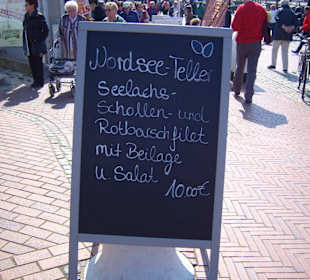 Nordsee-Teller
Seelachs-
Schollen- und
Rotbarschfilet
mit Beilage
u. Salat
10.00€